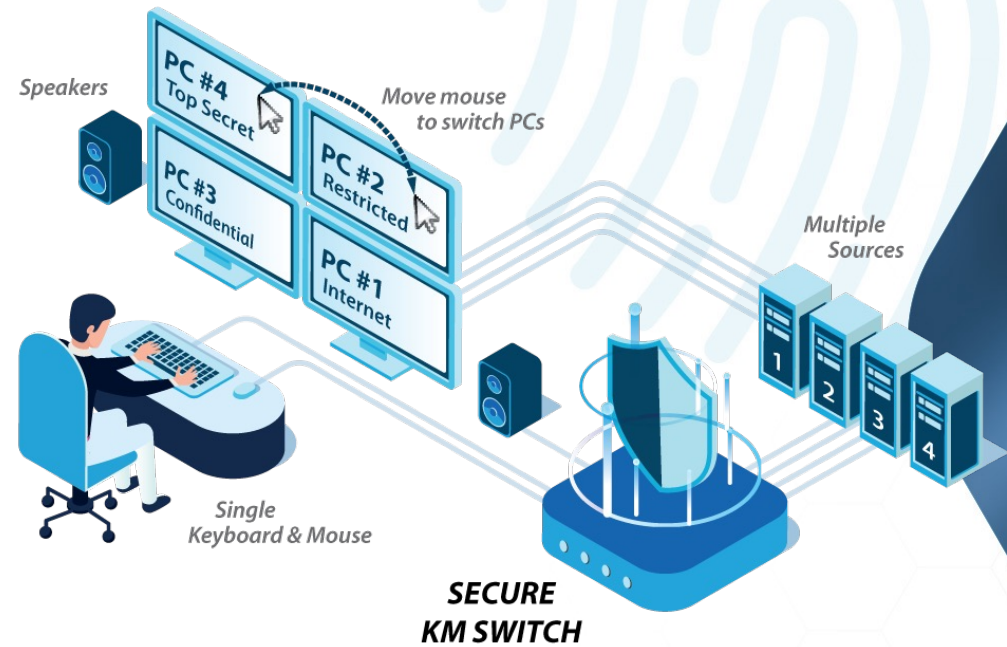 Speakers
PC #4
Top Secret
Move mouse
to switch PCs
PC #2
Restricted
PC #3
Confidential
PC #1
Internet
Multiple
Sources
1
2
3
4
Single
Keyboard & Mouse
SECURE
KM SWITCH